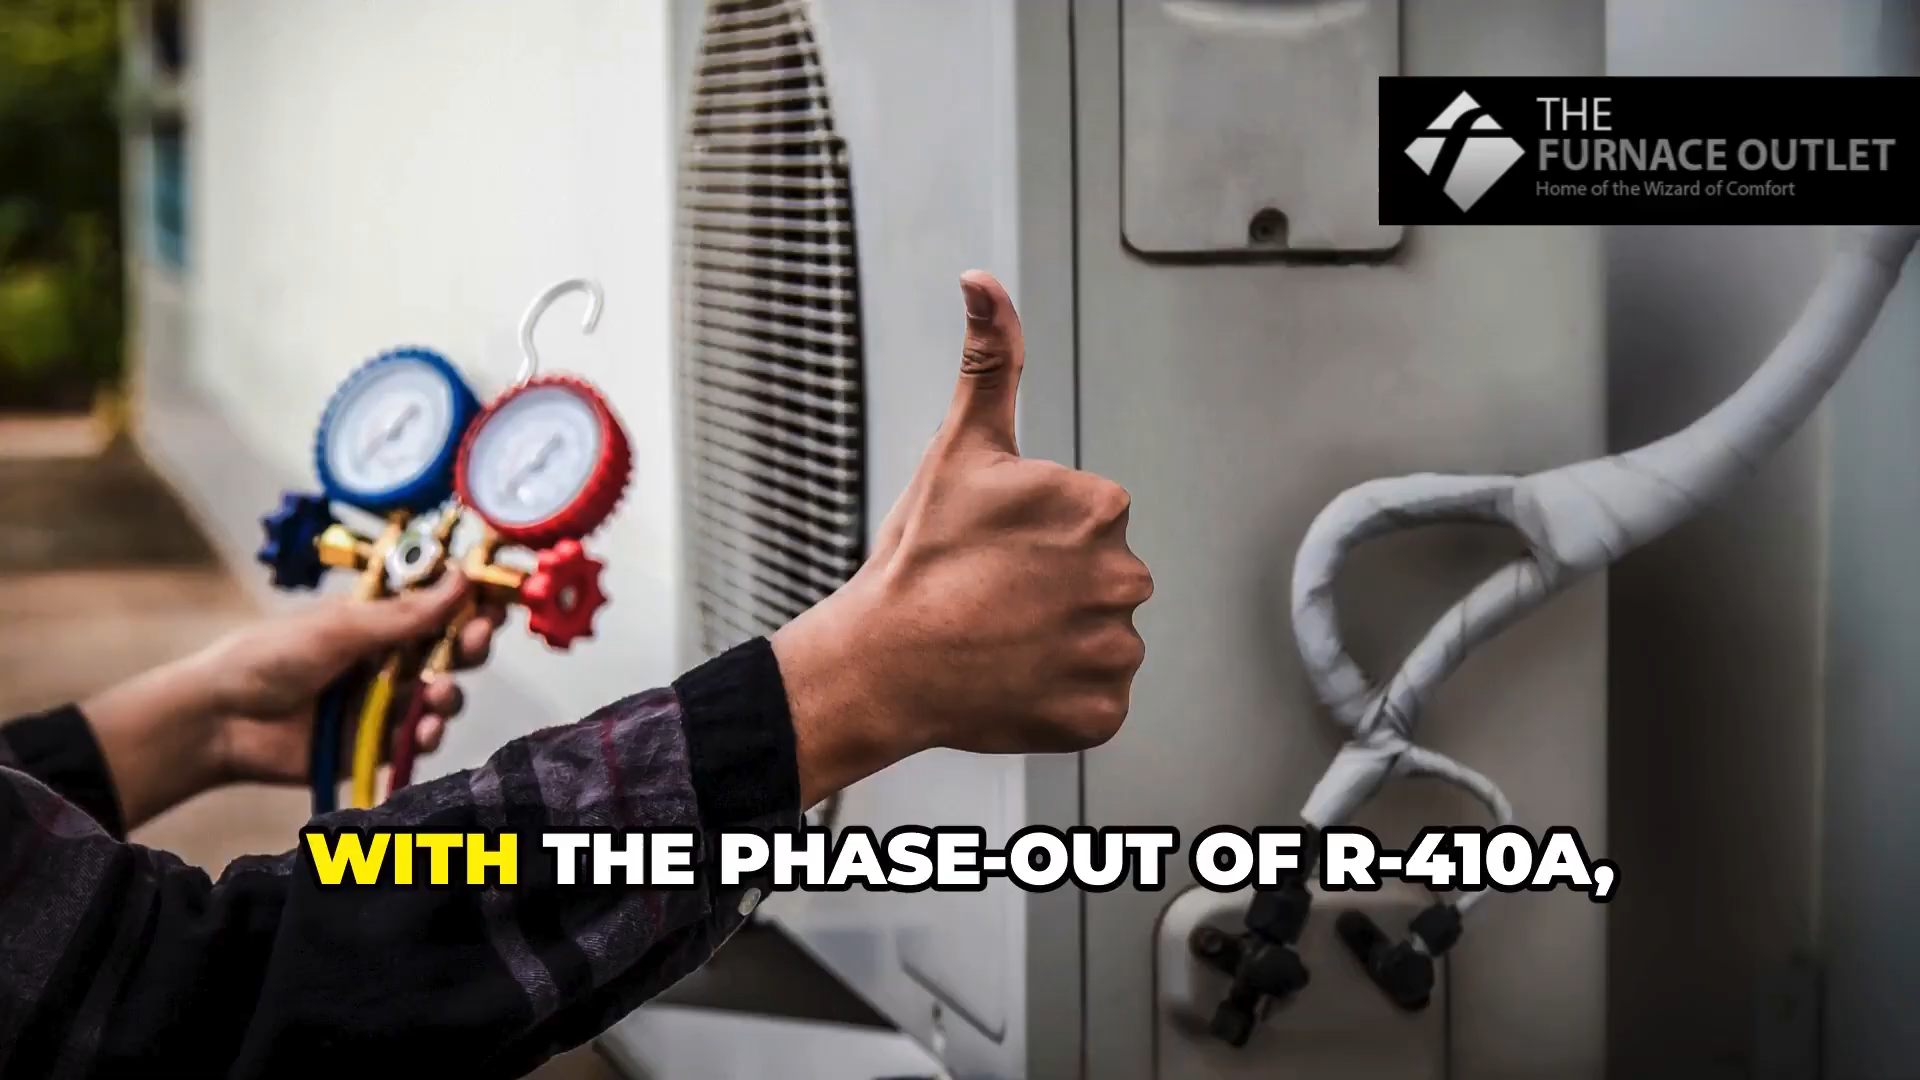 THE
FURNACE OUTLET
Home of the Wizard of Comfort
WITH THE PHASE-OUT OF R-410A,